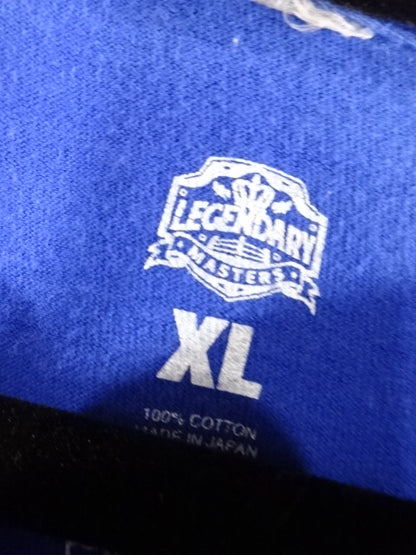 LEGENDARY
MASTERS
XL
100% COTTON
MADE IN JAPAN